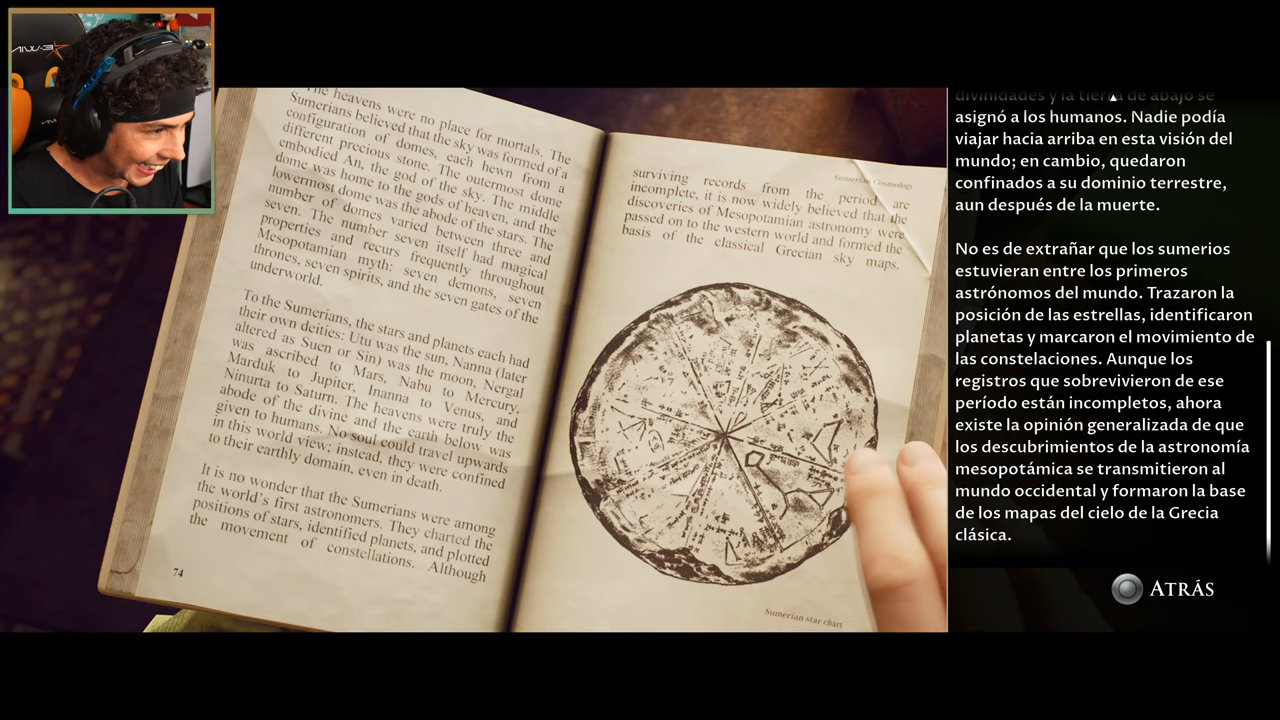 The heavens were no place for mortals. The
Sumerians believed that the sky was formed of a
configuration of domes, each hewn from a
different precious stone. The outermost dome
embodied An, the god of the sky. The middle
dome was home to the gods of heaven, and the
lowermost dome was the abode of the stars. The
number of domes varied between three and
seven. The number seven itself had magical
properties and recurs frequently throughout
Mesopotamian myth: seven demons, seven
thrones, seven spirits, and the seven gates of the
underworld.
To the Sumerians, the stars and planets each had
their own deities: Utu was the sun, Nanna (later
altered as Suen or Sin) was the moon, Nergal
was ascribed to Mars, Nabu to Mercury,
Marduk to Jupiter, Inanna to Venus, and
Ninurta to Saturn. The heavens were truly the
abode of the divine and the earth below was
given to humans. No soul could travel upwards
in this world view; instead, they were confined
to their earthly domain, even in death.
It is no wonder that the Sumerians were among
the world's first astronomers. They charted the
positions of stars, identified planets, and plotted
the movement of constellations. Although
74
Sumerian Cosmology
surviving records from the period are
incomplete, it is now widely believed that the
discoveries of Mesopotamian astronomy were
passed on to the western world and formed the
basis of the classical Grecian sky maps.
Sumerian star chart
divinidades y la tierra de abajo se
asignó a los humanos. Nadie podía
viajar hacia arriba en esta visión del
mundo; en cambio, quedaron
confinados a su dominio terrestre,
aun después de la muerte.
No es de extrañar que los sumerios
estuvieran entre los primeros
astrónomos del mundo. Trazaron la
posición de las estrellas, identificaron
planetas y marcaron el movimiento de
las constelaciones. Aunque los
registros que sobrevivieron de ese
período están incompletos, ahora
existe la opinión generalizada de que
los descubrimientos de la astronomía
mesopotámica se transmitieron al
mundo occidental y formaron la base
de los mapas del cielo de la Grecia
clásica.
ATRÁS